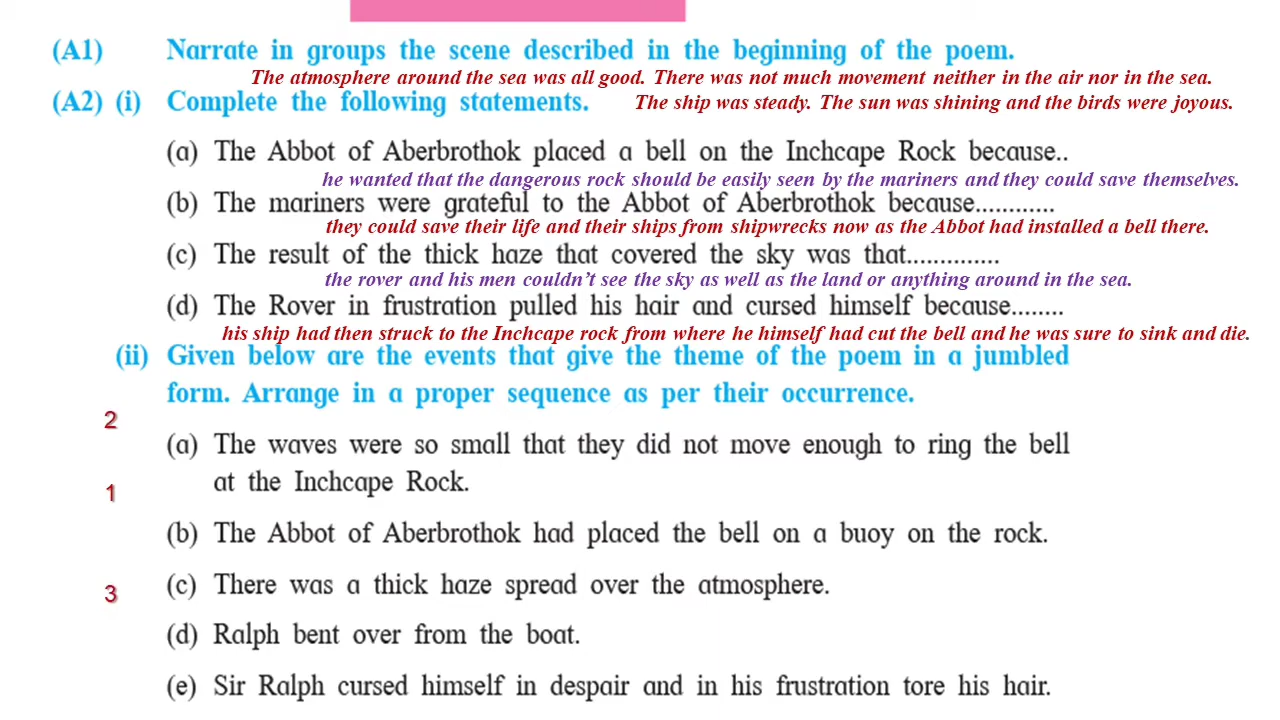 (A1) Narrate in groups the scene described in the beginning of the poem.
The atmosphere around the sea was all good. There was not much movement neither in the air nor in the sea.
(A2) (i) Complete the following statements. The ship was steady. The sun was shining and the birds were joyous.
(a) The Abbot of Aberbrothok placed a bell on the Inchcape Rock because..
he wanted that the dangerous rock should be easily seen by the mariners and they could save themselves.
(b) The mariners were grateful to the Abbot of Aberbrothok because............
they could save their life and their ships from shipwrecks now as the Abbot had installed a bell there.
(c) The result of the thick haze that covered the sky was that..............
the rover and his men couldn't see the sky as well as the land or anything around in the sea.
(d) The Rover in frustration pulled his hair and cursed himself because........
his ship had then struck to the Inchcape rock from where he himself had cut the bell and he was sure to sink and die.
(ii) Given below are the events that give the theme of the poem in a jumbled
form. Arrange in a proper sequence as per their occurrence.
2
(a) The waves were so small that they did not move enough to ring the bell
at the Inchcape Rock.
1
(b) The Abbot of Aberbrothok had placed the bell on a buoy on the rock.
3 (c) There was a thick haze spread over the atmosphere.
(d) Ralph bent over from the boat.
(e) Sir Ralph cursed himself in despair and in his frustration tore his hair.